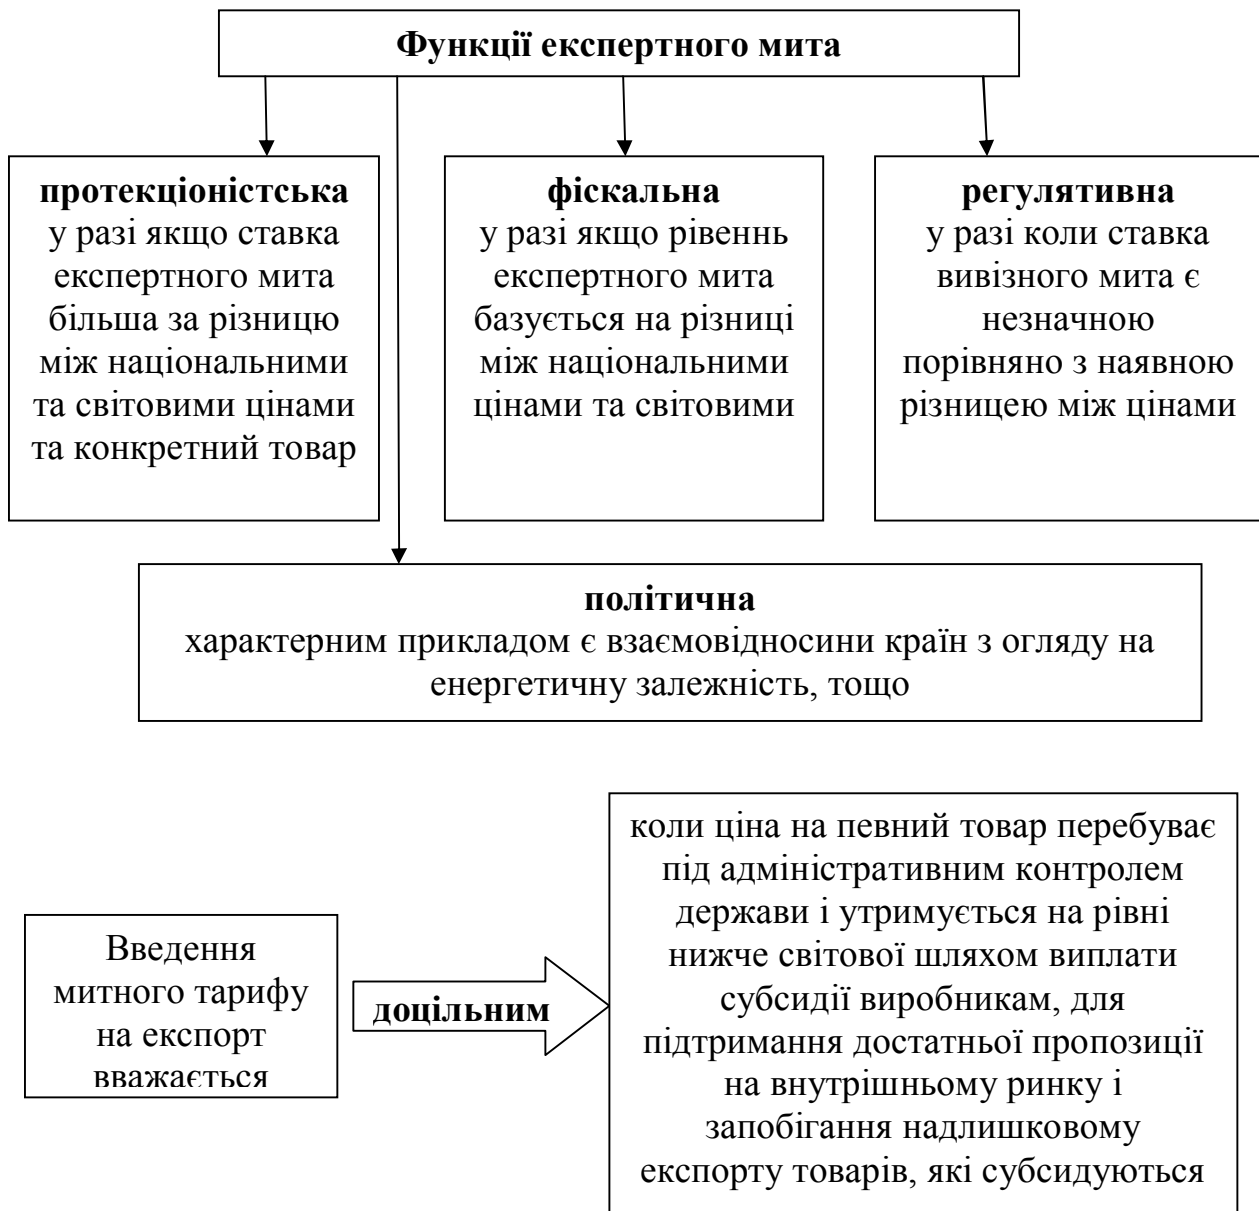 Функції експертного мита
протекціоністська
у разі якщо ставка
експертного мита
більша за різницю
між національними
та світовими цінами
та конкретний товар
фіскальна
у разі якщо рівеннь
експертного мита
базується на різниці
між національними
цінами та світовими
регулятивна
у разі коли ставка
вивізного мита є
незначною
порівняно з наявною
різницею між цінами
політична
характерним прикладом є взаємовідносини країн з огляду на
енергетичну залежність, тощо
Введення
митного тарифу
на експорт
вважається
доцільним
коли ціна на певний товар перебуває
під адміністративним контролем
держави і утримується на рівні
нижче світової шляхом виплати
субсидії виробникам, для
підтримання достатньої пропозиції
на внутрішньому ринку і
запобігання надлишковому
експорту товарів, які субсидуються